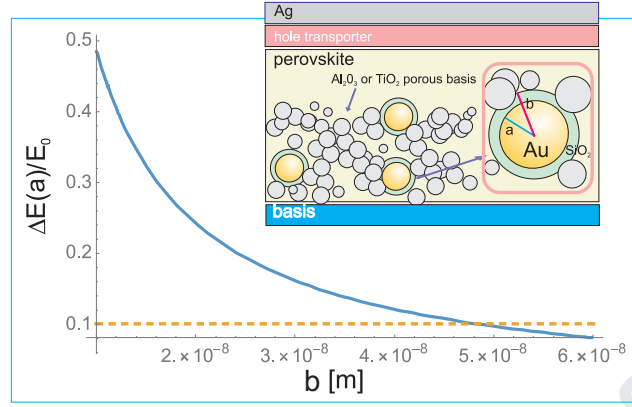 Ag
hole transporter
perovskite
Al₂0₃ or TiO₂ porous basis
b
a
Au
SiO₂
basis
ΔE(a)/E₀
0.5
0.4
0.3
0.2
0.1
2.×10⁻⁸
3.×10⁻⁸
4.×10⁻⁸
5.×10⁻⁸
6.×10⁻⁸
b [m]